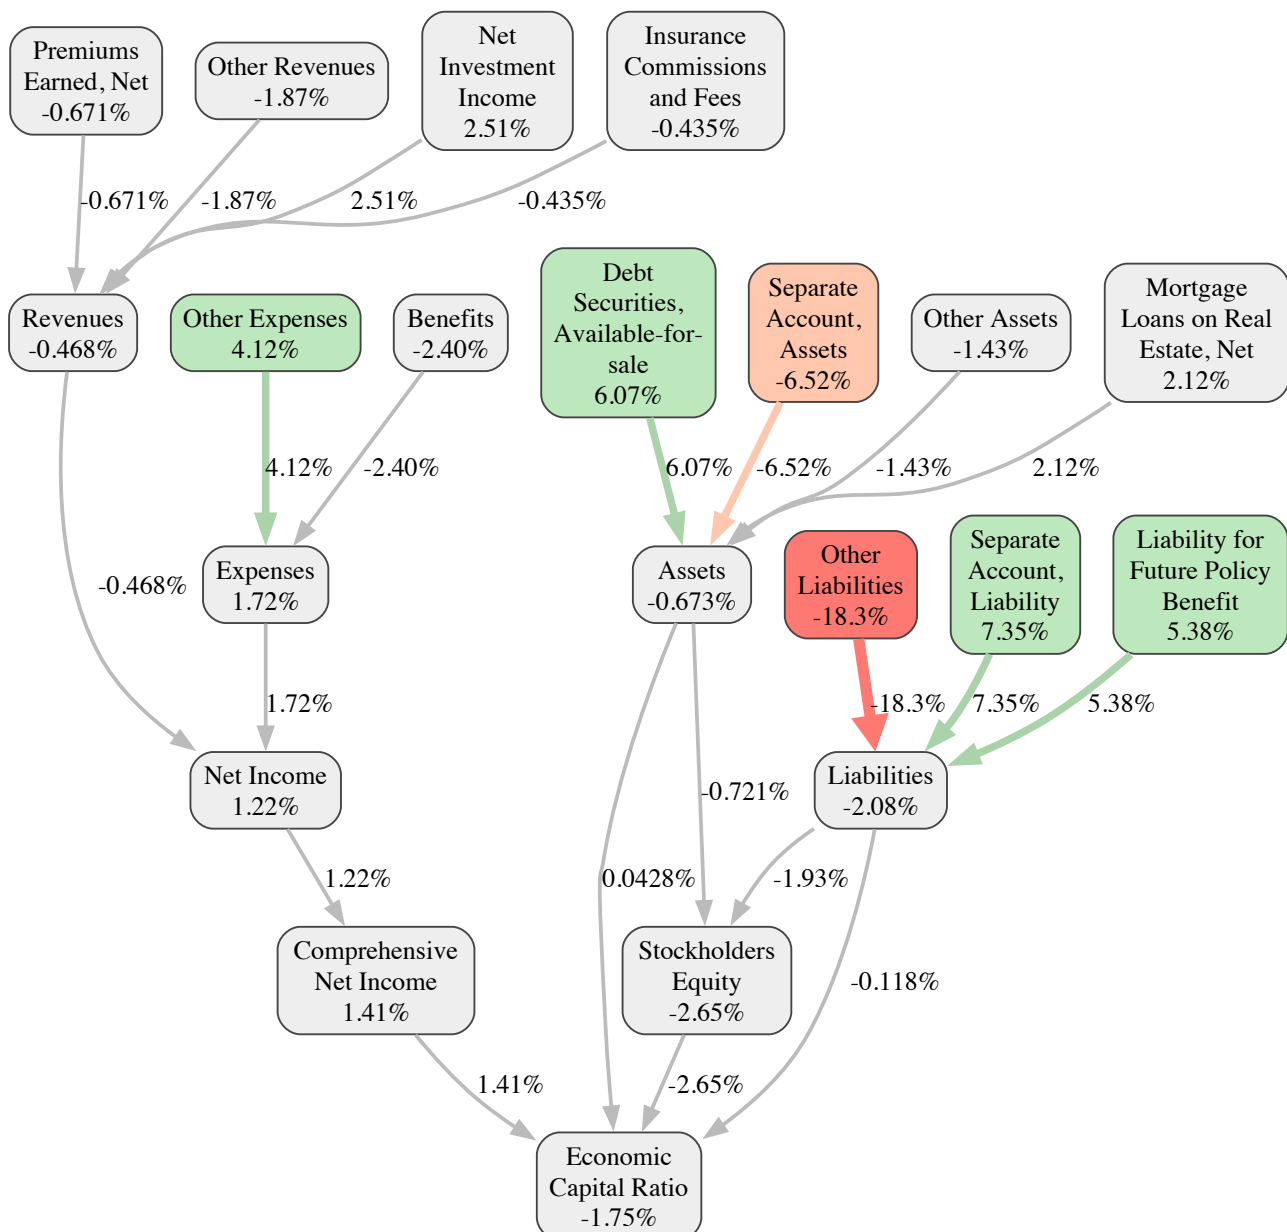 Premiums
Earned, Net
-0.671%
Other Revenues
-1.87%
Net
Investment
Income
2.51%
Insurance
Commissions
and Fees
-0.435%
-0.671%
-1.87%
2.51%
-0.435%
Revenues
-0.468%
Other Expenses
4.12%
Benefits
-2.40%
Debt
Securities,
Available-for-
sale
6.07%
Separate
Account,
Assets
-6.52%
Other Assets
-1.43%
Mortgage
Loans on Real
Estate, Net
2.12%
4.12%
-2.40%
6.07%
-6.52%
-1.43%
2.12%
-0.468%
Expenses
1.72%
Assets
-0.673%
Other
Liabilities
-18.3%
Separate
Account,
Liability
7.35%
Liability for
Future Policy
Benefit
5.38%
1.72%
-18.3%
7.35%
5.38%
Net Income
1.22%
-0.721%
Liabilities
-2.08%
1.22%
0.0428%
-1.93%
Comprehensive
Net Income
1.41%
Stockholders
Equity
-2.65%
-0.118%
1.41%
-2.65%
Economic
Capital Ratio
-1.75%